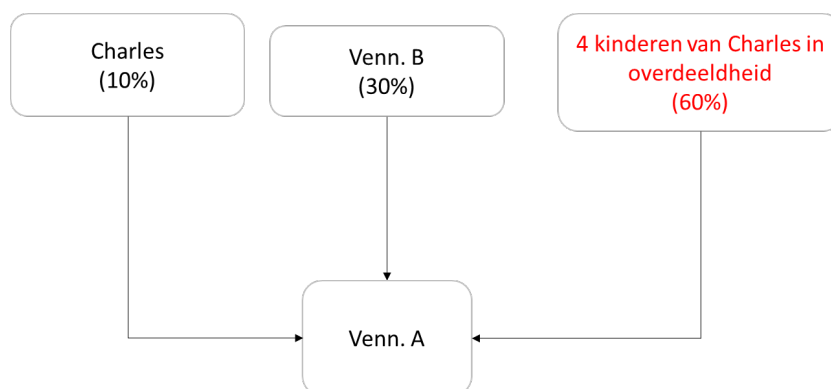 Charles
(10%)
Venn. B
(30%)
4 kinderen van Charles in
overdeeldheid
(60%)
Venn. A